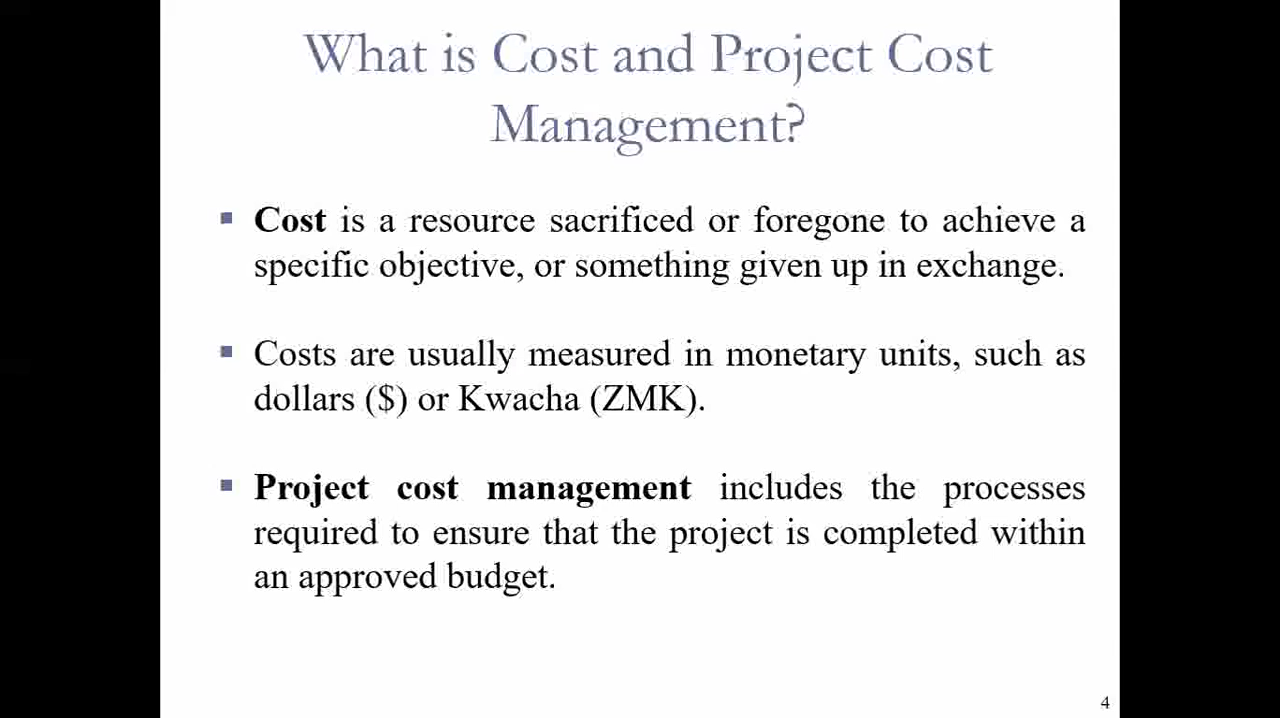 What is Cost and Project Cost
Management?
▪ Cost is a resource sacrificed or foregone to achieve a
specific objective, or something given up in exchange.
▪ Costs are usually measured in monetary units, such as
dollars ($) or Kwacha (ZMK).
▪ Project cost management includes the processes
required to ensure that the project is completed within
an approved budget.
4